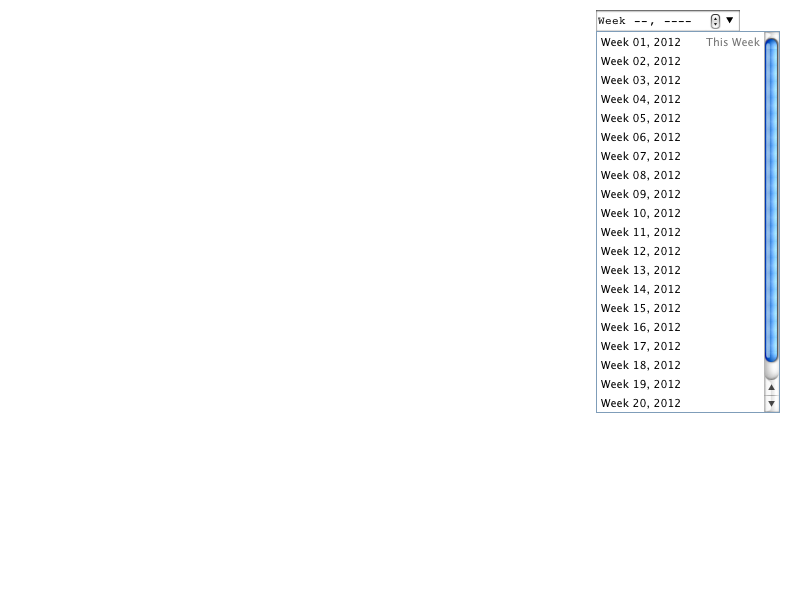 Week --, ----
Week 01, 2012 This Week
Week 02, 2012
Week 03, 2012
Week 04, 2012
Week 05, 2012
Week 06, 2012
Week 07, 2012
Week 08, 2012
Week 09, 2012
Week 10, 2012
Week 11, 2012
Week 12, 2012
Week 13, 2012
Week 14, 2012
Week 15, 2012
Week 16, 2012
Week 17, 2012
Week 18, 2012
Week 19, 2012
Week 20, 2012